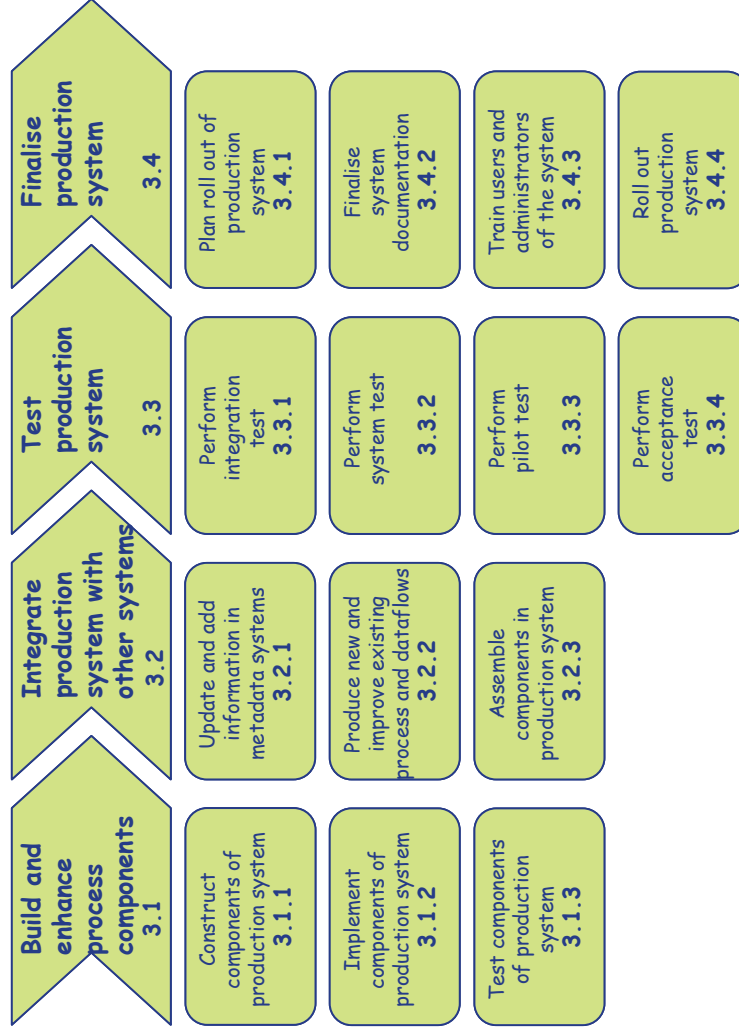 Build and
enhance
process
components
3.1
Integrate
production
system with
other systems
3.2
Test
production
system
3.3
Finalise
production
system
3.4
Construct
components of
production system
3.1.1
Update and add
information in
metadata systems
3.2.1
Perform
integration
test
3.3.1
Plan roll out of
production
system
3.4.1
Implement
components of
production system
3.1.2
Produce new and
improve existing
process and dataflows
3.2.2
Perform
system test
3.3.2
Finalise
system
documentation
3.4.2
Test components
of production
system
3.1.3
Assemble
components in
production system
3.2.3
Perform
pilot test
3.3.3
Train users and
administrators
of the system
3.4.3
Perform
acceptance
test
3.3.4
Roll out
production
system
3.4.4